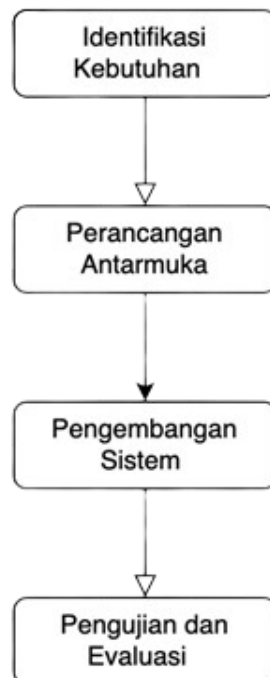 Identifikasi
Kebutuhan
Perancangan
Antarmuka
Pengembangan
Sistem
Pengujian dan
Evaluasi